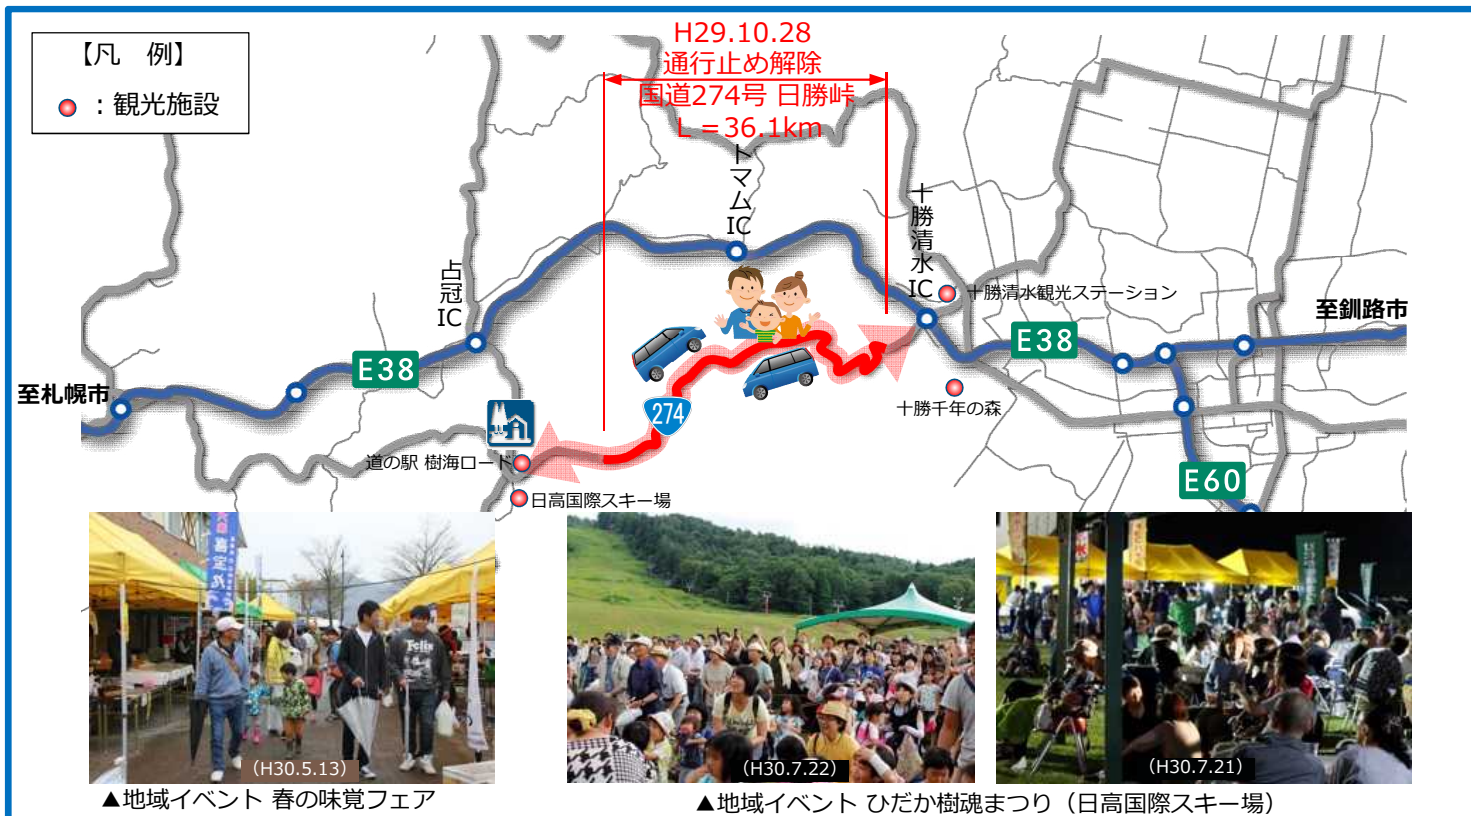 【凡　例】
：観光施設
H29.10.28
通行止め解除
国道274号 日勝峠
L＝36.1km
トマムIC
十勝清水IC
占冠IC
十勝清水観光ステーション
至釧路市
E38
E38
至札幌市
274
十勝千年の森
道の駅 樹海ロード
日高国際スキー場
E60
Felix
（H30.5.13）
（H30.7.22）
（H30.7.21）
▲地域イベント 春の味覚フェア
▲地域イベント ひだか樹魂まつり（日高国際スキー場）